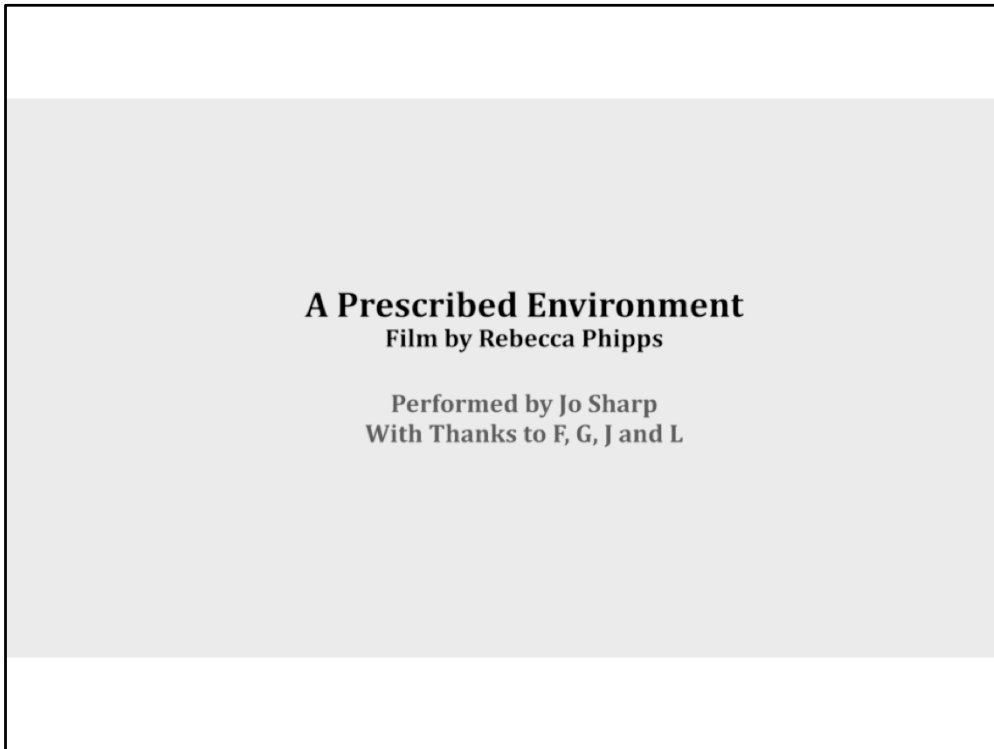 A Prescribed Environment
Film by Rebecca Phipps
Performed by Jo Sharp
With Thanks to F, G, J and L